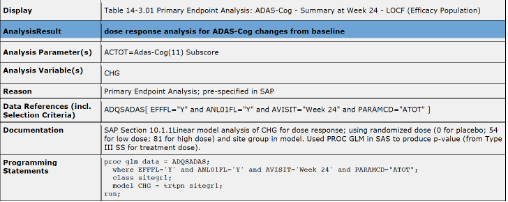 Display
Table 14-3.01 Primary Endpoint Analysis: ADAS-Cog - Summary at Week 24 - LOCF (Efficacy Population)
AnalysisResult
dose response analysis for ADAS-Cog changes from baseline
Analysis Parameter(s)
ACTOT=Adas-Cog(11) Subscore
Analysis Variable(s)
CHG
Reason
Primary Endpoint Analysis; pre-specified in SAP
Data References (incl.
Selection Criteria)
ADQSADAS[ EFFFL="Y" and ANL01FL="Y" and AVISIT="Week 24" and PARAMCD="ATOT" ]
Documentation
SAP Section 10.1.1Linear model analysis of CHG for dose response; using randomized dose (0 for placebo; 54
for low dose; 81 for high dose) and site group in model. Used PROC GLM in SAS to produce p-value (from Type
III SS for treatment dose).
Programming
Statements
proc glm data = ADQSADAS;
where EFFFL='Y' and ANL01FL='Y' and AVISIT='Week 24' and PARAMCD="ATOT";
class sitegr1;
model CHG = trtpn sitegr1;
run;